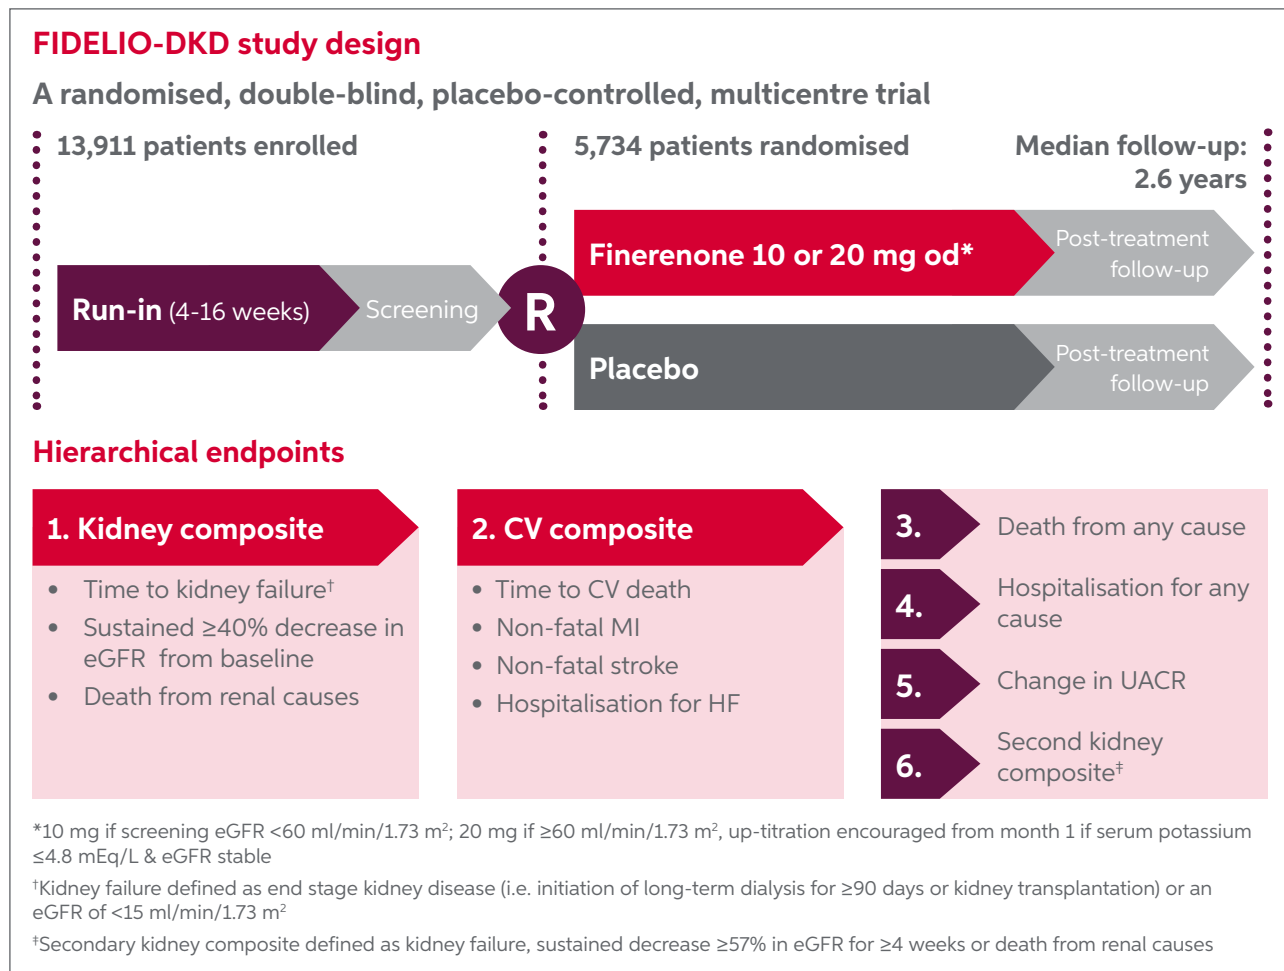 FIDELIO-DKD study design
A randomised, double-blind, placebo-controlled, multicentre trial
13,911 patients enrolled
5,734 patients randomised
Median follow-up:
2.6 years
Run-in (4-16 weeks)
Screening
R
Finerenone 10 or 20 mg od*
Post-treatment
follow-up
Placebo
Post-treatment
follow-up
Hierarchical endpoints
1. Kidney composite
• Time to kidney failure†
• Sustained ≥40% decrease in
eGFR from baseline
• Death from renal causes
2. CV composite
• Time to CV death
• Non-fatal MI
• Non-fatal stroke
• Hospitalisation for HF
3. Death from any cause
4. Hospitalisation for any
cause
5. Change in UACR
6. Second kidney
composite‡
*10 mg if screening eGFR <60 ml/min/1.73 m²; 20 mg if ≥60 ml/min/1.73 m², up-titration encouraged from month 1 if serum potassium
≤4.8 mEq/L & eGFR stable
†Kidney failure defined as end stage kidney disease (i.e. initiation of long-term dialysis for ≥90 days or kidney transplantation) or an
eGFR of <15 ml/min/1.73 m²
‡Secondary kidney composite defined as kidney failure, sustained decrease ≥57% in eGFR for ≥4 weeks or death from renal causes